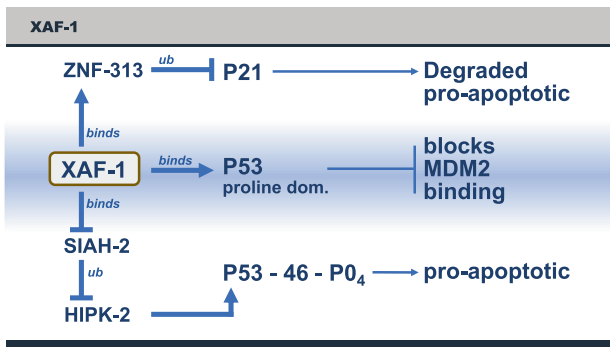 XAF-1
ZNF-313
ub
P21
Degraded
pro-apoptotic
binds
XAF-1
binds
P53
proline dom.
blocks
MDM2
binding
binds
SIAH-2
ub
HIPK-2
P53 - 46 - P0₄
pro-apoptotic